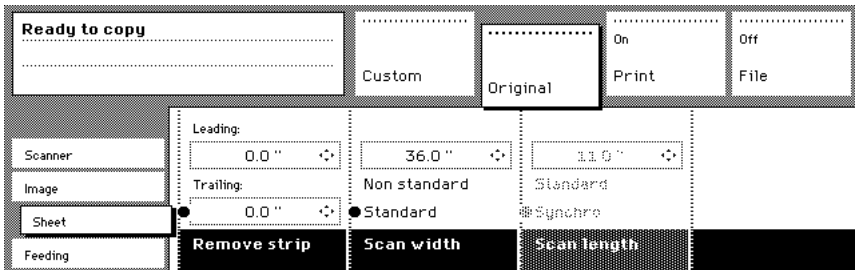 Ready to copy
Custom
Original
On
Print
Off
File
Scanner
Image
Sheet
Feeding
Leading:
0.0 "
Trailing:
0.0 "
Remove strip
36.0 "
Non standard
Standard
Scan width
11.0 "
Standard
Synchro
Scan length